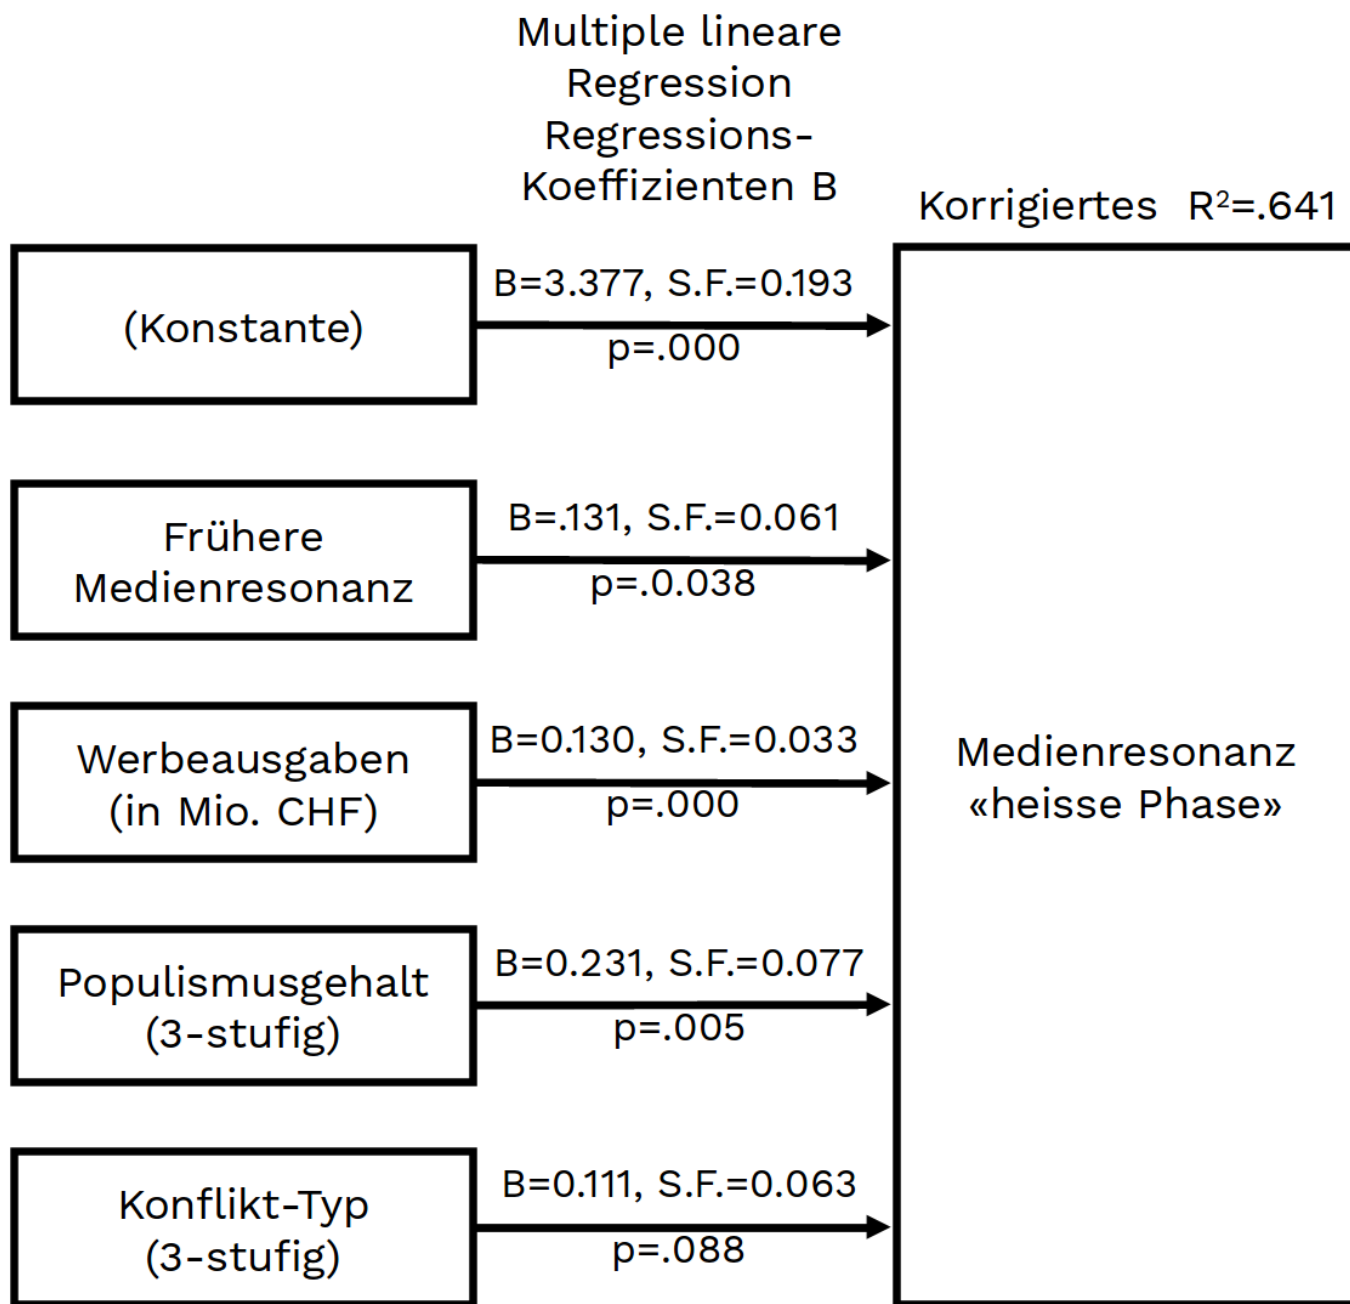 Multiple lineare
Regression
Regressions-
Koeffizienten B
Korrigiertes R²=.641
(Konstante)
B=3.377, S.F.=0.193
p=.000
Frühere
Medienresonanz
B=.131, S.F.=0.061
p=.0.038
Werbeausgaben
(in Mio. CHF)
B=0.130, S.F.=0.033
p=.000
Populismusgehalt
(3-stufig)
B=0.231, S.F.=0.077
p=.005
Konflikt-Typ
(3-stufig)
B=0.111, S.F.=0.063
p=.088
Medienresonanz
«heisse Phase»